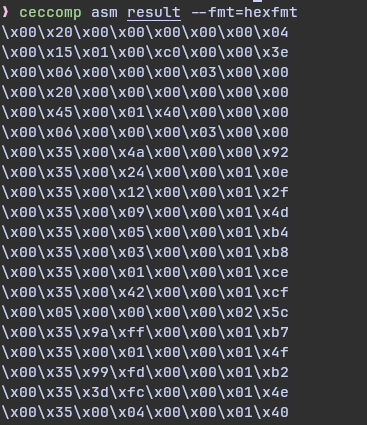 ❯ ceccomp asm result --fmt=hexfmt
\x00\x20\x00\x00\x00\x00\x00\x04
\x00\x15\x01\x00\xc0\x00\x00\x3e
\x00\x06\x00\x00\x00\x03\x00\x00
\x00\x20\x00\x00\x00\x00\x00\x00
\x00\x45\x00\x01\x40\x00\x00\x00
\x00\x06\x00\x00\x00\x03\x00\x00
\x00\x35\x00\x4a\x00\x00\x00\x92
\x00\x35\x00\x24\x00\x00\x01\x0e
\x00\x35\x00\x12\x00\x00\x01\x2f
\x00\x35\x00\x09\x00\x00\x01\x4d
\x00\x35\x00\x05\x00\x00\x01\xb4
\x00\x35\x00\x03\x00\x00\x01\xb8
\x00\x35\x00\x01\x00\x00\x01\xce
\x00\x35\x00\x42\x00\x00\x01\xcf
\x00\x05\x00\x00\x00\x00\x02\x5c
\x00\x35\x9a\xff\x00\x00\x01\xb7
\x00\x35\x00\x01\x00\x00\x01\x4f
\x00\x35\x99\xfd\x00\x00\x01\xb2
\x00\x35\x3d\xfc\x00\x00\x01\x4e
\x00\x35\x00\x04\x00\x00\x01\x40